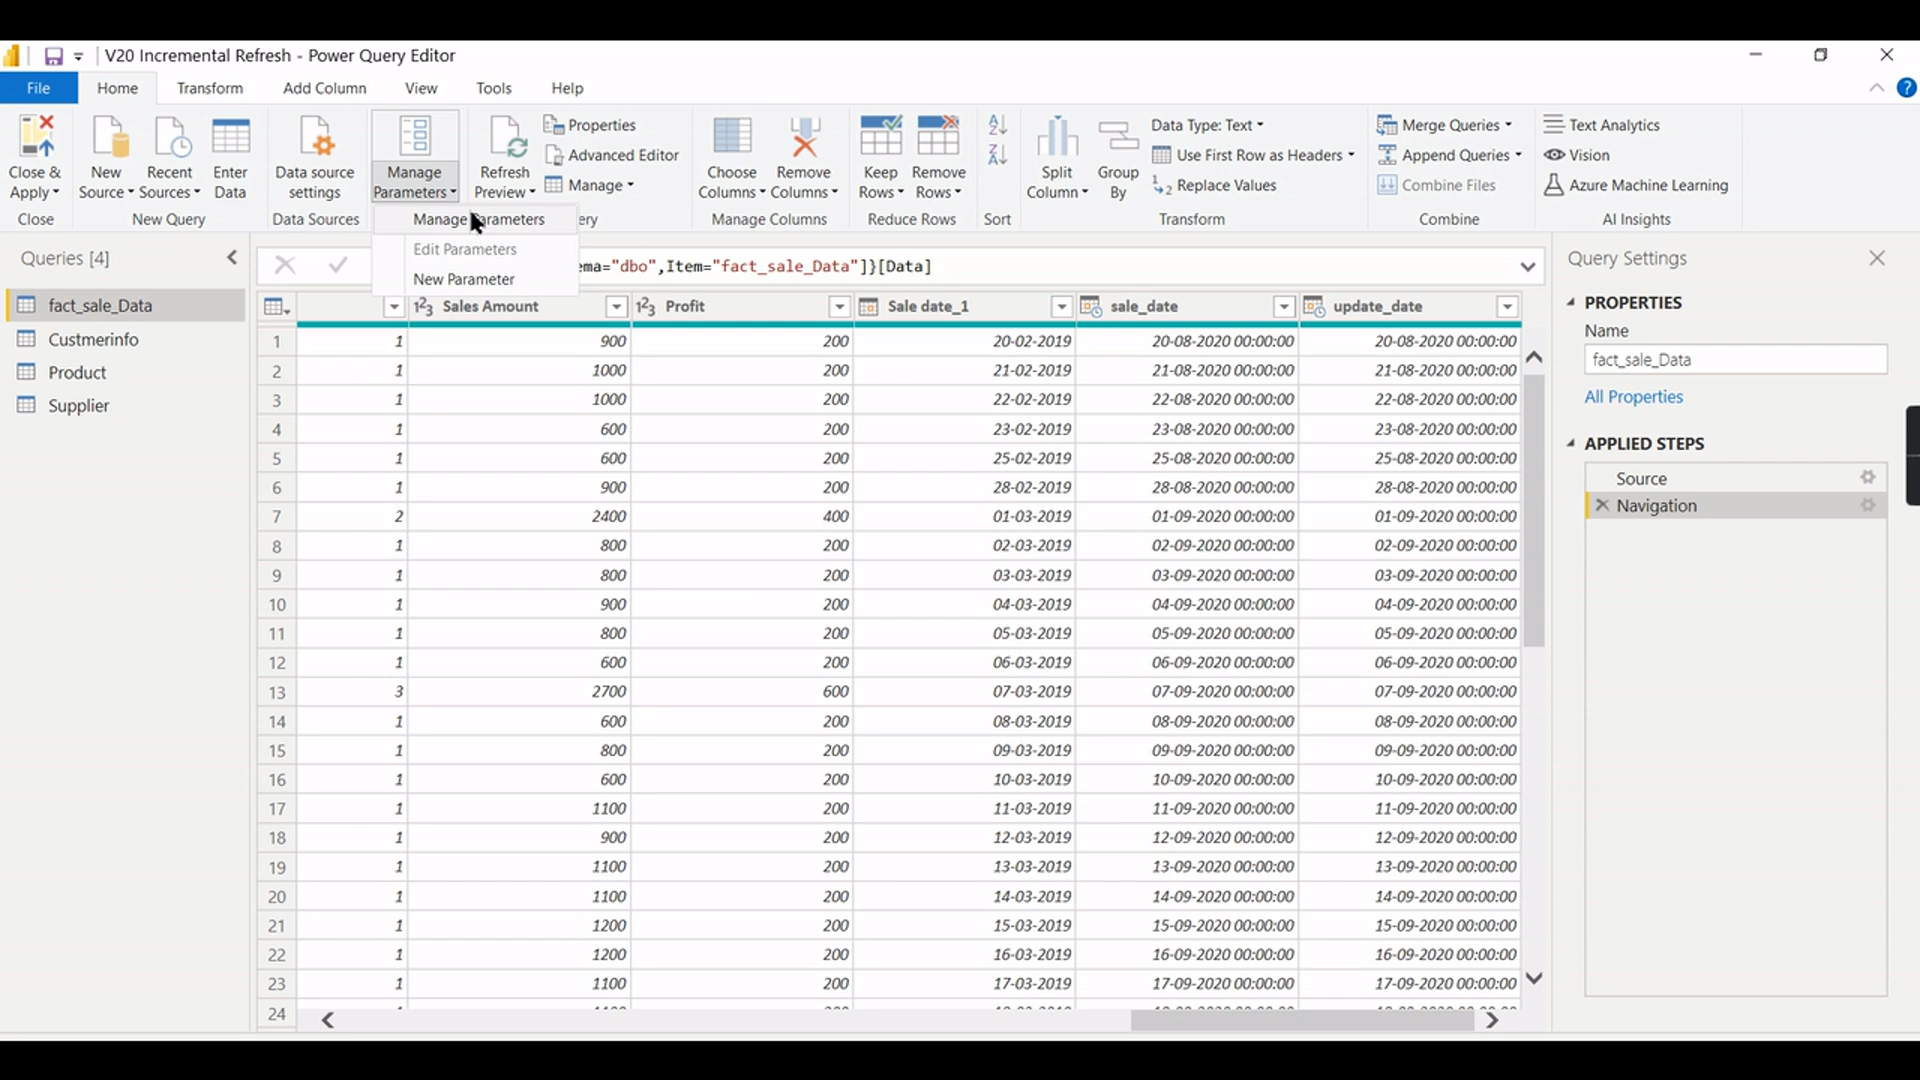 V20 Incremental Refresh - Power Query Editor
File Home Transform Add Column View Tools Help
Close & Apply
New Source
Recent Sources
Enter Data
Data source settings
Manage Parameters
Refresh Preview
Properties
Advanced Editor
Manage
Choose Columns
Remove Columns
Keep Rows
Remove Rows
Split Column
Group By
Data Type: Text
Use First Row as Headers
Replace Values
Merge Queries
Append Queries
Combine Files
Text Analytics
Vision
Azure Machine Learning
Close New Query Data Sources ery Manage Columns Reduce Rows Sort Transform Combine AI Insights
Manage Parameters
Edit Parameters
New Parameter
Queries [4]
fact_sale_Data
Custmerinfo
Product
Supplier
ema="dbo",Item="fact_sale_Data"]}[Data]
1²3 Sales Amount 1²3 Profit Sale date_1 sale_date update_date
1 1 900 200 20-02-2019 20-08-2020 00:00:00 20-08-2020 00:00:00
2 1 1000 200 21-02-2019 21-08-2020 00:00:00 21-08-2020 00:00:00
3 1 1000 200 22-02-2019 22-08-2020 00:00:00 22-08-2020 00:00:00
4 1 600 200 23-02-2019 23-08-2020 00:00:00 23-08-2020 00:00:00
5 1 600 200 25-02-2019 25-08-2020 00:00:00 25-08-2020 00:00:00
6 1 900 200 28-02-2019 28-08-2020 00:00:00 28-08-2020 00:00:00
7 2 2400 400 01-03-2019 01-09-2020 00:00:00 01-09-2020 00:00:00
8 1 800 200 02-03-2019 02-09-2020 00:00:00 02-09-2020 00:00:00
9 1 800 200 03-03-2019 03-09-2020 00:00:00 03-09-2020 00:00:00
10 1 900 200 04-03-2019 04-09-2020 00:00:00 04-09-2020 00:00:00
11 1 800 200 05-03-2019 05-09-2020 00:00:00 05-09-2020 00:00:00
12 1 600 200 06-03-2019 06-09-2020 00:00:00 06-09-2020 00:00:00
13 3 2700 600 07-03-2019 07-09-2020 00:00:00 07-09-2020 00:00:00
14 1 600 200 08-03-2019 08-09-2020 00:00:00 08-09-2020 00:00:00
15 1 800 200 09-03-2019 09-09-2020 00:00:00 09-09-2020 00:00:00
16 1 600 200 10-03-2019 10-09-2020 00:00:00 10-09-2020 00:00:00
17 1 1100 200 11-03-2019 11-09-2020 00:00:00 11-09-2020 00:00:00
18 1 900 200 12-03-2019 12-09-2020 00:00:00 12-09-2020 00:00:00
19 1 1100 200 13-03-2019 13-09-2020 00:00:00 13-09-2020 00:00:00
20 1 1100 200 14-03-2019 14-09-2020 00:00:00 14-09-2020 00:00:00
21 1 1200 200 15-03-2019 15-09-2020 00:00:00 15-09-2020 00:00:00
22 1 1200 200 16-03-2019 16-09-2020 00:00:00 16-09-2020 00:00:00
23 1 1100 200 17-03-2019 17-09-2020 00:00:00 17-09-2020 00:00:00
24
Query Settings
PROPERTIES
Name
fact_sale_Data
All Properties
APPLIED STEPS
Source
Navigation